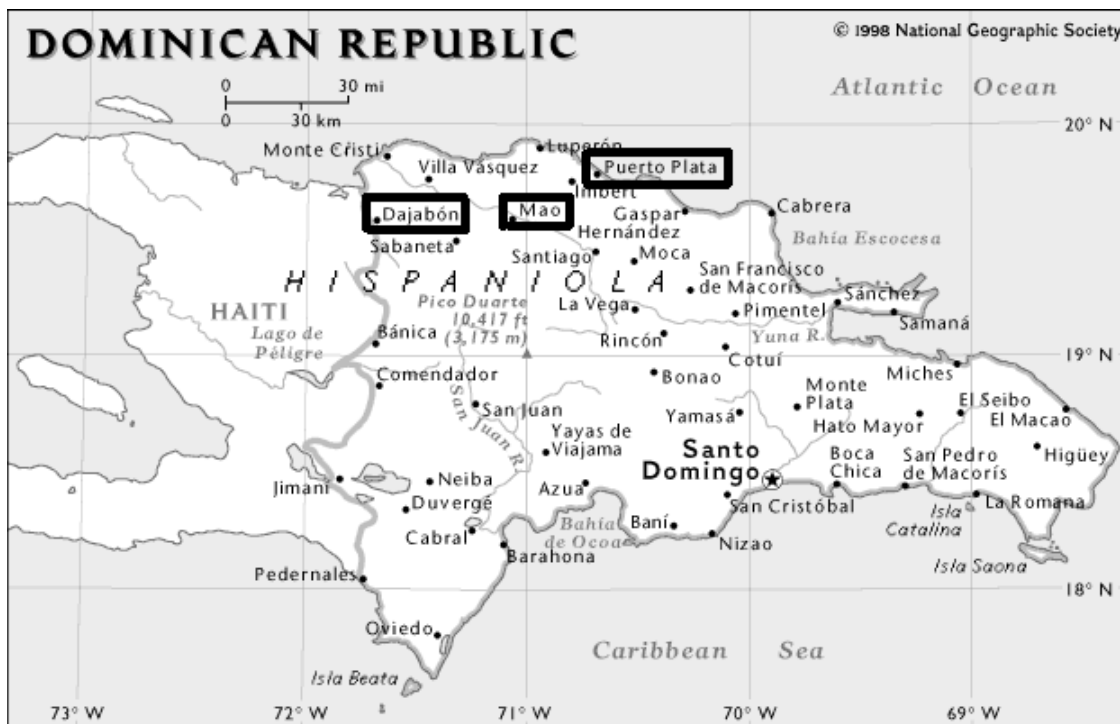 DOMINICAN REPUBLIC
© 1998 National Geographic Society
30 mi
0
0
30 km
Atlantic Ocean
20° N
Monte Cristi
Luperón
Villa Vásquez
Puerto Plata
Imbert
Dajabón
Mao
Gaspar
Hernández
Cabrera
Sabaneta
Santiago
Moca
Bahía Escocesa
HISPANIOLA
San Francisco
de Macorís
HAITI
Pico Duarte
10,417 ft
(3,175 m)
La Vega
Pimentel
Sánchez
Samaná
Lago de
Péligre
Bánica
Rincón
Yuna R.
Cotuí
19° N
Comendador
Bonao
Miches
San Juan R.
San Juan
Monte
Plata
El Seibo
El Macao
Yamasá
Hato Mayor
Yayas de
Viajama
Santo
Domingo
Boca
Chica
San Pedro
de Macorís
Higüey
Jimani
Neiba
Azua
Duvergé
San Cristóbal
La Romana
Isla
Catalina
Cabral
Bahía
de Ocoa
Baní
Nizao
Barahona
Isla Saona
Pedernales
18° N
Oviedo
Caribbean Sea
Isla Beata
73° W
72° W
71° W
70° W
69° W